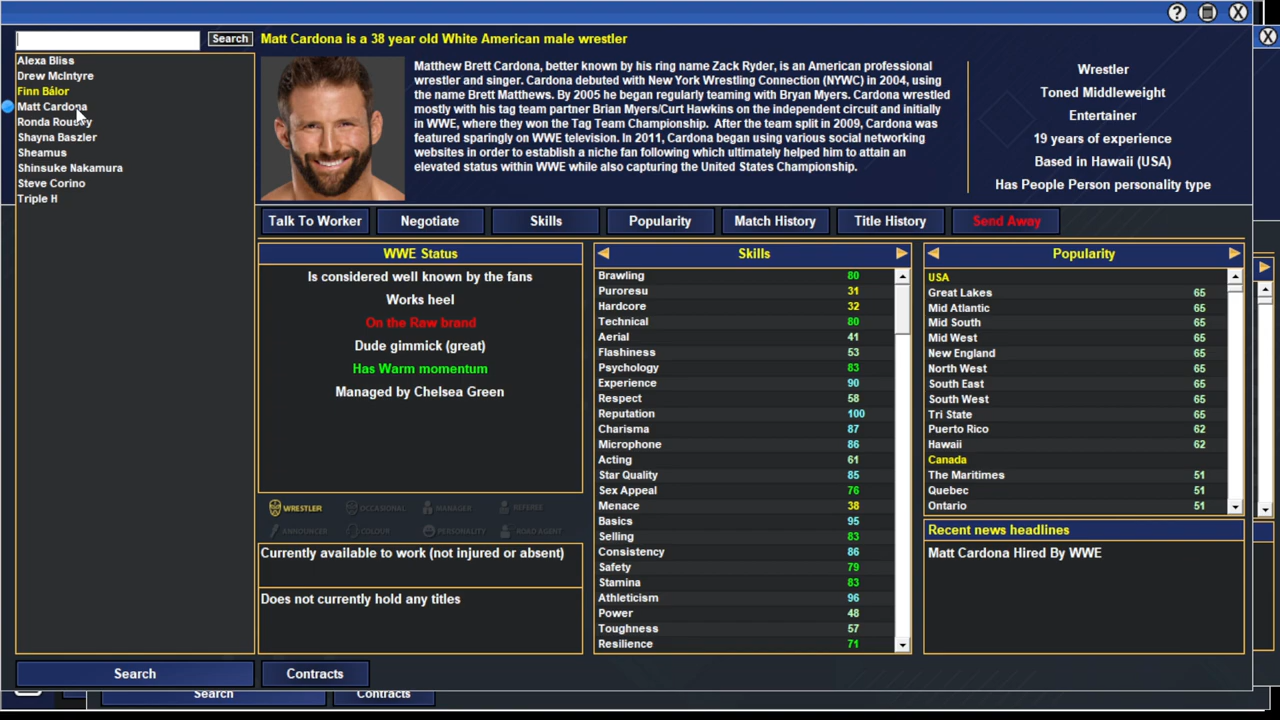 Search
Matt Cardona is a 38 year old White American male wrestler
Alexa Bliss
Drew McIntyre
Finn Bálor
Matt Cardona
Ronda Rousey
Shayna Baszler
Sheamus
Shinsuke Nakamura
Steve Corino
Triple H
Matthew Brett Cardona, better known by his ring name Zack Ryder, is an American professional
wrestler and singer. Cardona debuted with New York Wrestling Connection (NYWC) in 2004, using
the name Brett Matthews. By 2005 he began regularly teaming with Bryan Myers. Cardona wrestled
mostly with his tag team partner Brian Myers/Curt Hawkins on the independent circuit and initially
in WWE, where they won the Tag Team Championship. After the team split in 2009, Cardona was
featured sparingly on WWE television. In 2011, Cardona began using various social networking
websites in order to establish a niche fan following which ultimately helped him to attain an
elevated status within WWE while also capturing the United States Championship.
Wrestler
Toned Middleweight
Entertainer
19 years of experience
Based in Hawaii (USA)
Has People Person personality type
Talk To Worker
Negotiate
Skills
Popularity
Match History
Title History
Send Away
WWE Status
Is considered well known by the fans
Works heel
On the Raw brand
Dude gimmick (great)
Has Warm momentum
Managed by Chelsea Green
WRESTLER
OCCASIONAL
MANAGER
REFEREE
ANNOUNCER
COLOUR
PERSONALITY
ROAD AGENT
Currently available to work (not injured or absent)
Does not currently hold any titles
Skills
Brawling 80
Puroresu 31
Hardcore 32
Technical 80
Aerial 41
Flashiness 53
Psychology 83
Experience 90
Respect 58
Reputation 100
Charisma 87
Microphone 86
Acting 61
Star Quality 85
Sex Appeal 76
Menace 38
Basics 95
Selling 83
Consistency 86
Safety 79
Stamina 83
Athleticism 96
Power 48
Toughness 57
Resilience 71
Popularity
USA
Great Lakes 65
Mid Atlantic 65
Mid South 65
Mid West 65
New England 65
North West 65
South East 65
South West 65
Tri State 65
Puerto Rico 62
Hawaii 62
Canada
The Maritimes 51
Quebec 51
Ontario 51
Recent news headlines
Matt Cardona Hired By WWE
Search
Contracts
Search
Contracts